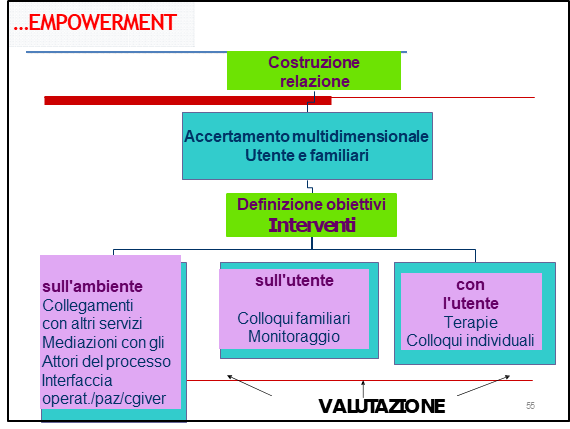 ...EMPOWERMENT
Costruzione
relazione
Accertamento multidimensionale
Utente e familiari
Definizione obiettivi
Interventi
sull'ambiente
Collegamenti
con altri servizi
Mediazioni con gli
Attori del processo
Interfaccia
operat./paz/cgiver
sull'utente
Colloqui familiari
Monitoraggio
con
l'utente
Terapie
Colloqui individuali
VALUTAZIONE
55